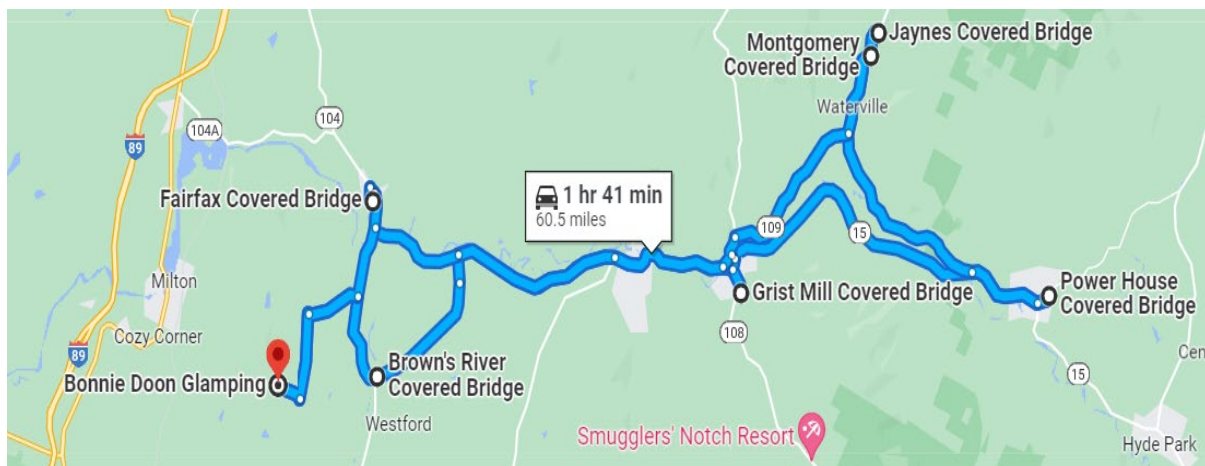 Jaynes Covered Bridge
Montgomery
Covered Bridge
Waterville
104
104A
89
Fairfax Covered Bridge
1 hr 41 min
60.5 miles
109
15
Milton
Power House
Covered Bridge
Grist Mill Covered Bridge
Cozy Corner
108
89
Brown's River
Covered Bridge
Bonnie Doon Glamping
Cen
15
Westford
Smugglers' Notch Resort
Hyde Park